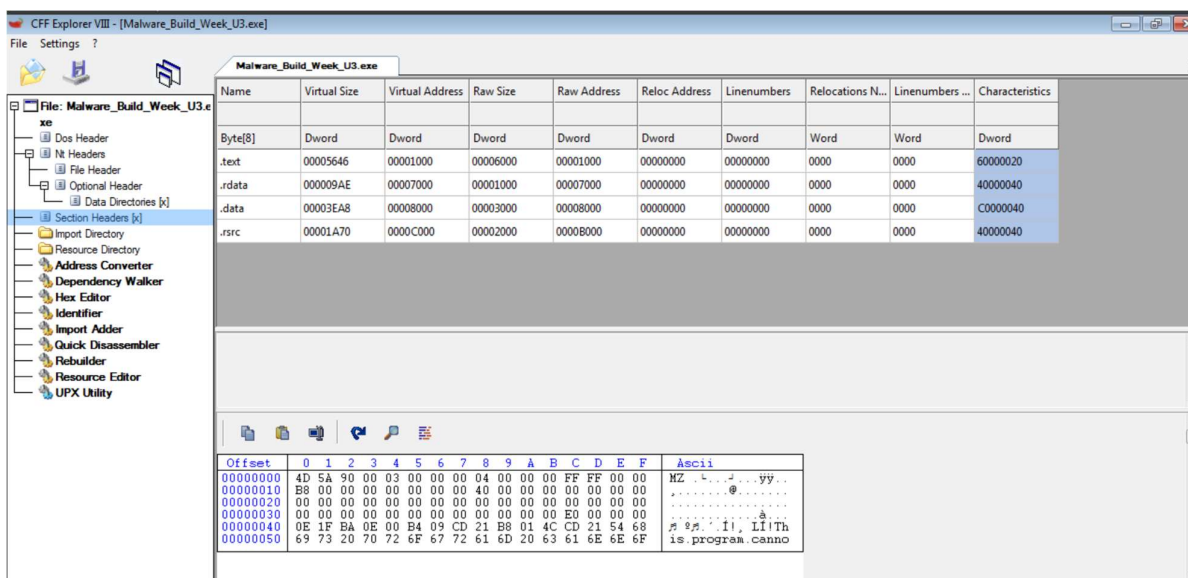 CFF Explorer VIII - [Malware_Build_Week_U3.exe]
File Settings ?
Malware_Build_Week_U3.exe
File: Malware_Build_Week_U3.e
xe
Dos Header
Nt Headers
File Header
Optional Header
Data Directories [x]
Section Headers [x]
Import Directory
Resource Directory
Address Converter
Dependency Walker
Hex Editor
Identifier
Import Adder
Quick Disassembler
Rebuilder
Resource Editor
UPX Utility
Name Virtual Size Virtual Address Raw Size Raw Address Reloc Address Linenumbers Relocations N... Linenumbers ... Characteristics
Byte[8] Dword Dword Dword Dword Dword Dword Word Word Dword
.text 00005646 00001000 00006000 00001000 00000000 00000000 0000 0000 60000020
.rdata 000009AE 00007000 00001000 00007000 00000000 00000000 0000 0000 40000040
.data 00003EA8 00008000 00003000 00008000 00000000 00000000 0000 0000 C0000040
.rsrc 00001A70 0000C000 00002000 0000B000 00000000 00000000 0000 0000 40000040
Offset 0 1 2 3 4 5 6 7 8 9 A B C D E F Ascii
00000000 4D 5A 90 00 03 00 00 00 04 00 00 00 FF FF 00 00 MZ
00000010 B8 00 00 00 00 00 00 00 40 00 00 00 00 00 00 00 ¸.......@.......
00000020 00 00 00 00 00 00 00 00 00 00 00 00 00 00 00 00 ................
00000030 00 00 00 00 00 00 00 00 00 00 00 00 E0 00 00 00 ............à...
00000040 0E 1F BA 0E 00 B4 09 CD 21 B8 01 4C CD 21 54 68
00000050 69 73 20 70 72 6F 67 72 61 6D 20 63 61 6E 6E 6F is.program.canno